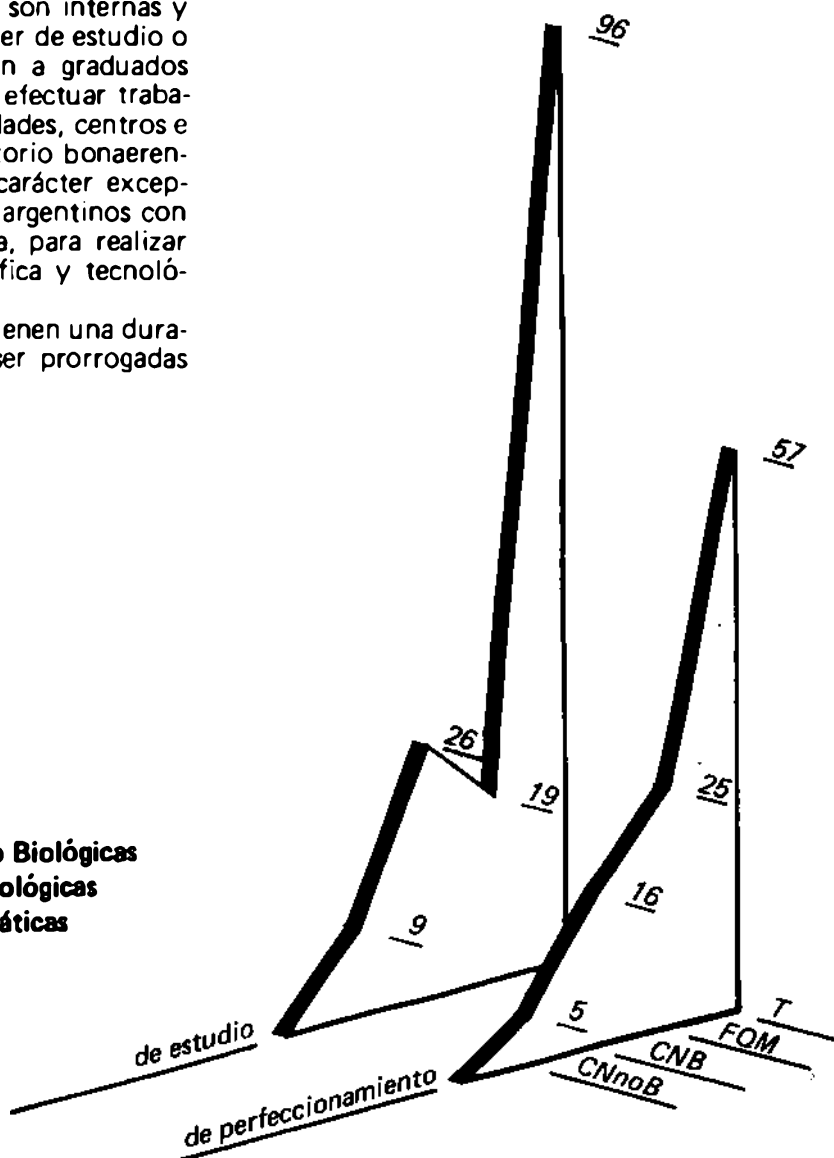 son internas y
er de estudio o
n a graduados
efectuar traba-
dades, centros e
torio bonaeren-
carácter excep-
argentinos con
a, para realizar
fica y tecnoló-
enen una dura-
ser prorrogadas
96
57
26
19
25
16
o Biológicas
ológicas
áticas
9
5
de estudio
de perfeccionamiento
T
FQM
CNB
CNnoB